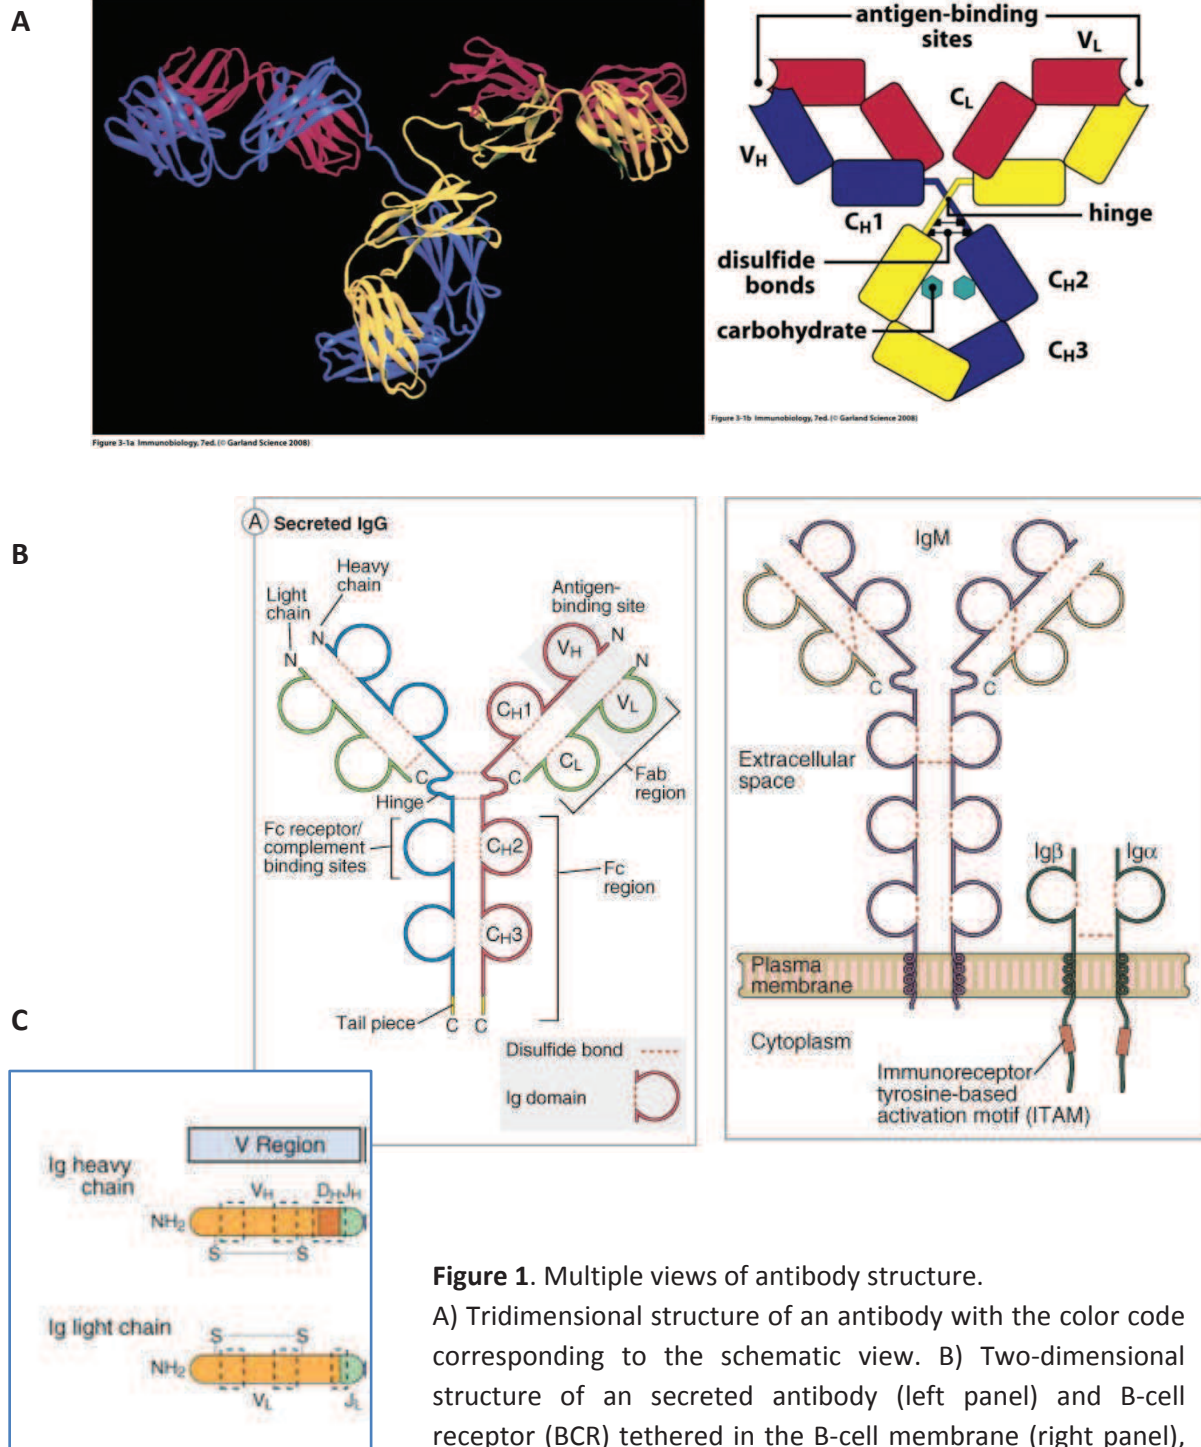 A
antigen-binding
sites
VL
CL
VH
CH1
hinge
disulfide
bonds
CH2
carbohydrate
CH3
Figure 3-1a Immunobiology, 7ed. (© Garland Science 2008)
Figure 3-1b Immunobiology, 7ed. (© Garland Science 2008)
B
A Secreted IgG
Heavy
chain
Light
chain
N
N
Antigen-
binding site
VH
N
N
CH1
VL
CL
C
C
Hinge
Fab
region
Fc receptor/
complement
binding sites
CH2
Fc
region
CH3
Tail piece
C C
Disulfide bond
Ig domain
IgM
C
C
Extracellular
space
Igβ
Igα
Plasma
membrane
Cytoplasm
Immunoreceptor
tyrosine-based
activation motif (ITAM)
C
V Region
Ig heavy
chain
VH
DHJH
NH2
S S
Ig light chain
S S
NH2
VL
JL
Figure 1. Multiple views of antibody structure.
A) Tridimensional structure of an antibody with the color code
corresponding to the schematic view. B) Two-dimensional
structure of an secreted antibody (left panel) and B-cell
receptor (BCR) tethered in the B-cell membrane (right panel),